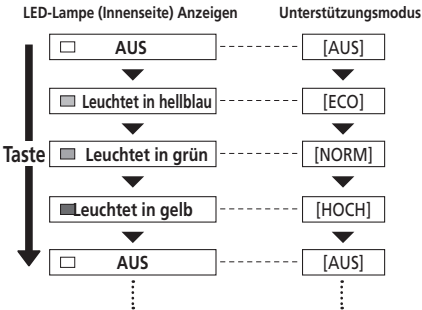 LED-Lampe (Innenseite) Anzeigen Unterstützungsmodus
AUS [AUS]
Leuchtet in hellblau [ECO]
Taste Leuchtet in grün [NORM]
Leuchtet in gelb [HOCH]
AUS [AUS]